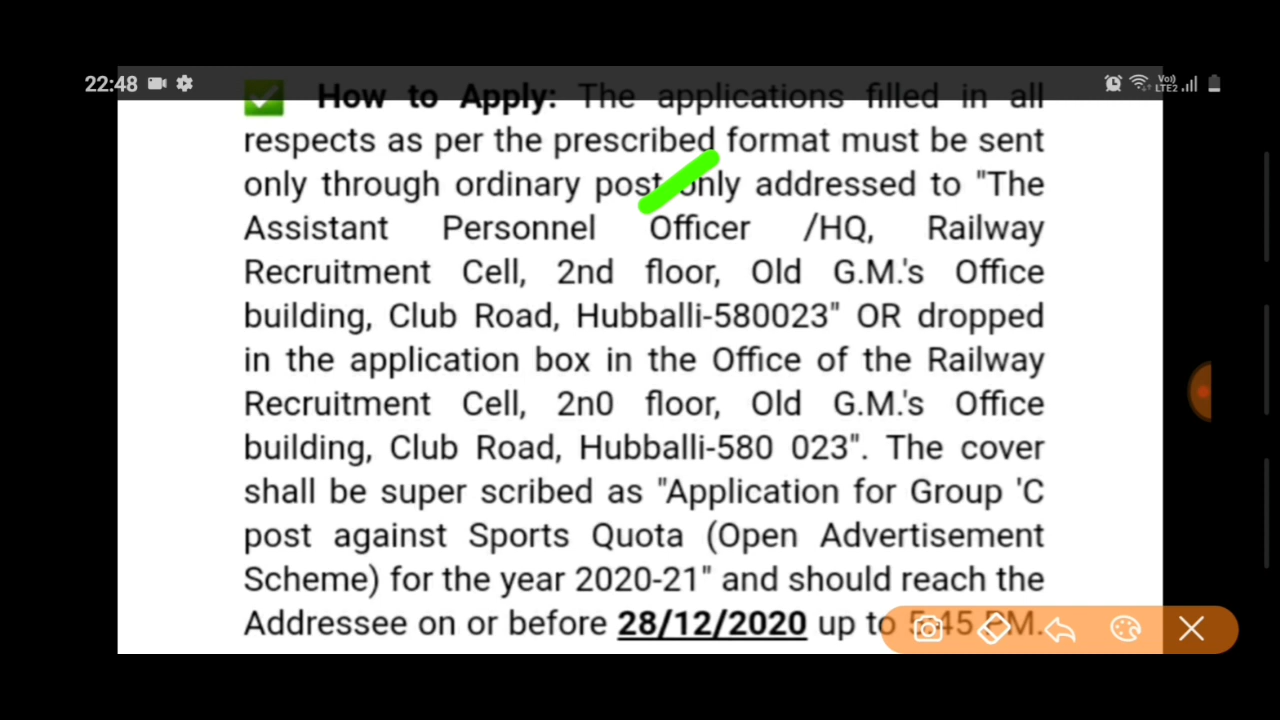 22:48
Vo)) LTE2
How to Apply: The applications filled in all
respects as per the prescribed format must be sent
only through ordinary post only addressed to "The
Assistant Personnel Officer /HQ, Railway
Recruitment Cell, 2nd floor, Old G.M.'s Office
building, Club Road, Hubballi-580023" OR dropped
in the application box in the Office of the Railway
Recruitment Cell, 2n0 floor, Old G.M.'s Office
building, Club Road, Hubballi-580 023". The cover
shall be super scribed as "Application for Group 'C
post against Sports Quota (Open Advertisement
Scheme) for the year 2020-21" and should reach the
Addressee on or before 28/12/2020 up to 5:45 PM.